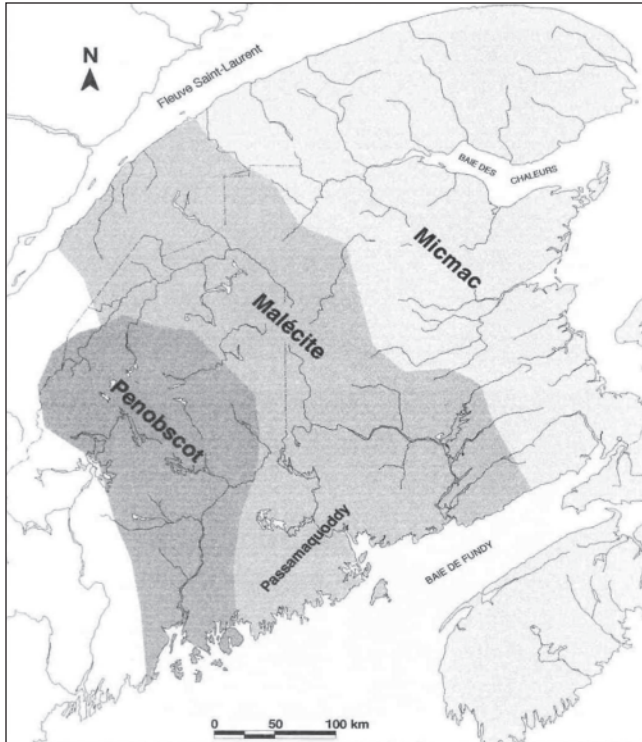 N
Fleuve Saint-Laurent
BAIE DES
CHALEURS
Micmac
Malécite
Penobscot
Passamaquoddy
BAIE DE FUNDY
0 50 100 km